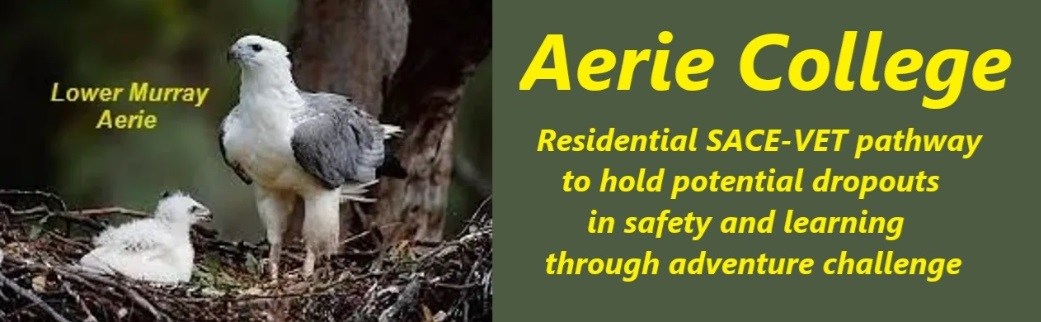 Lower Murray
Aerie
Aerie College
Residential SACE-VET pathway
to hold potential dropouts
in safety and learning
through adventure challenge